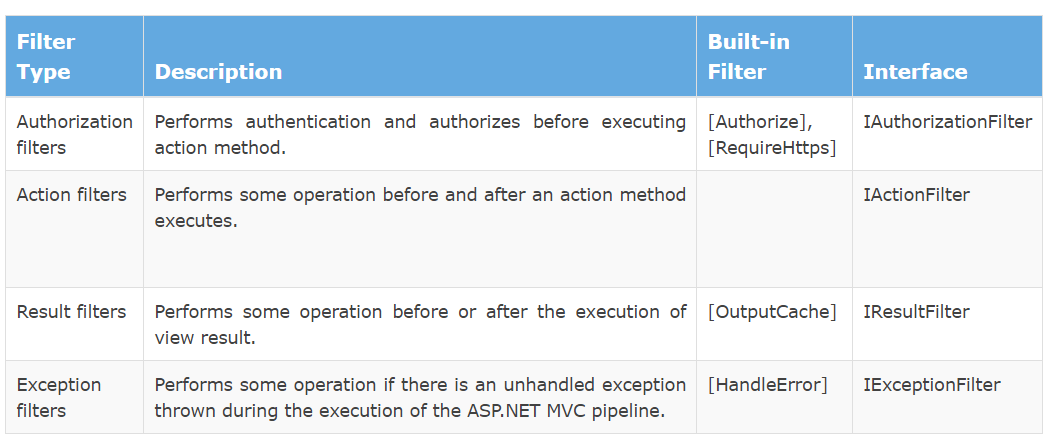 Filter Type
Description
Built-in Filter
Interface
Authorization filters
Performs authentication and authorizes before executing
action method.
[Authorize],
[RequireHttps]
IAuthorizationFilter
Action filters
Performs some operation before and after an action method
executes.
IActionFilter
Result filters
Performs some operation before or after the execution of
view result.
[OutputCache]
IResultFilter
Exception filters
Performs some operation if there is an unhandled exception
thrown during the execution of the ASP.NET MVC pipeline.
[HandleError]
IExceptionFilter